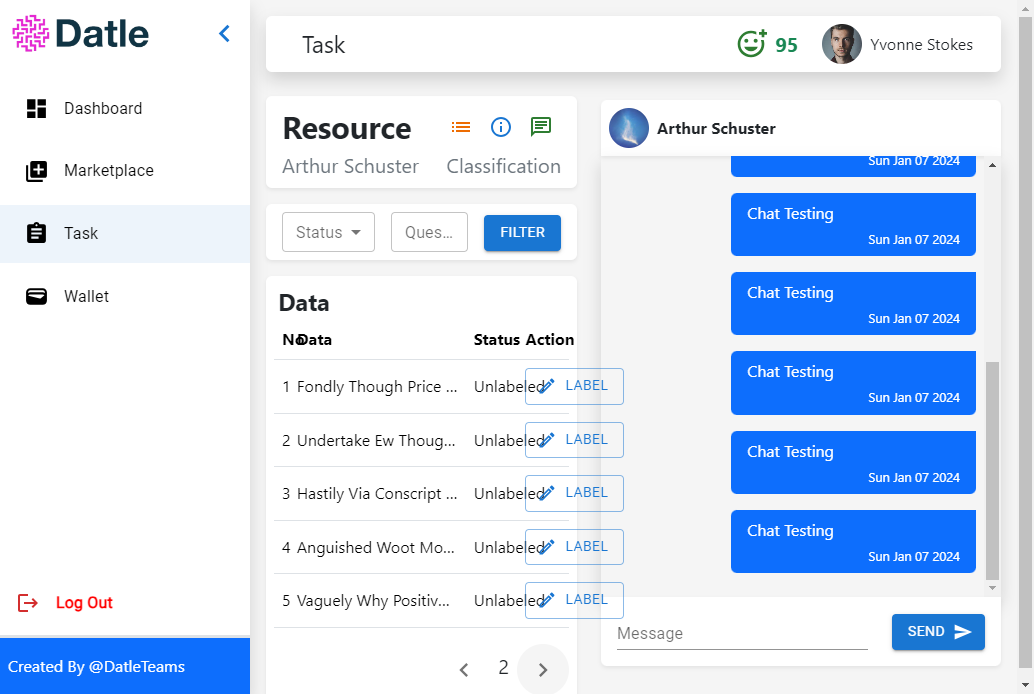 Datle
Dashboard
Marketplace
Task
Wallet
Log Out
Created By @DatleTeams
Task
95
Yvonne Stokes
Resource
Arthur Schuster
Classification
Status
Ques...
FILTER
Data
No Data Status Action
1 Fondly Though Price ... Unlabeled LABEL
2 Undertake Ew Thoug... Unlabeled LABEL
3 Hastily Via Conscript ... Unlabeled LABEL
4 Anguished Woot Mo... Unlabeled LABEL
5 Vaguely Why Positiv... Unlabeled LABEL
2
Arthur Schuster
Sun Jan 07 2024
Chat Testing
Sun Jan 07 2024
Chat Testing
Sun Jan 07 2024
Chat Testing
Sun Jan 07 2024
Chat Testing
Sun Jan 07 2024
Chat Testing
Sun Jan 07 2024
Message
SEND